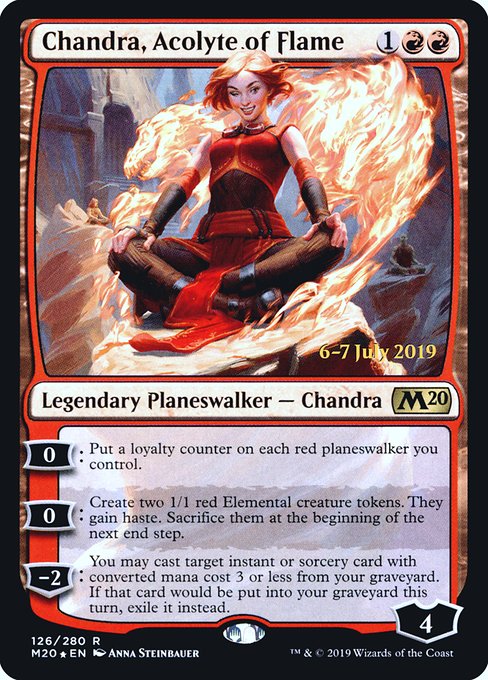 Chandra, Acolyte of Flame 1
6–7 July 2019
Legendary Planeswalker — Chandra M20
0 : Put a loyalty counter on each red planeswalker you
control.
0 : Create two 1/1 red Elemental creature tokens. They
gain haste. Sacrifice them at the beginning of the
next end step.
−2 : You may cast target instant or sorcery card with
converted mana cost 3 or less from your graveyard.
If that card would be put into your graveyard this
turn, exile it instead.
4
126/280 R
M20 ★ EN Anna Steinbauer
™ & © 2019 Wizards of the Coast